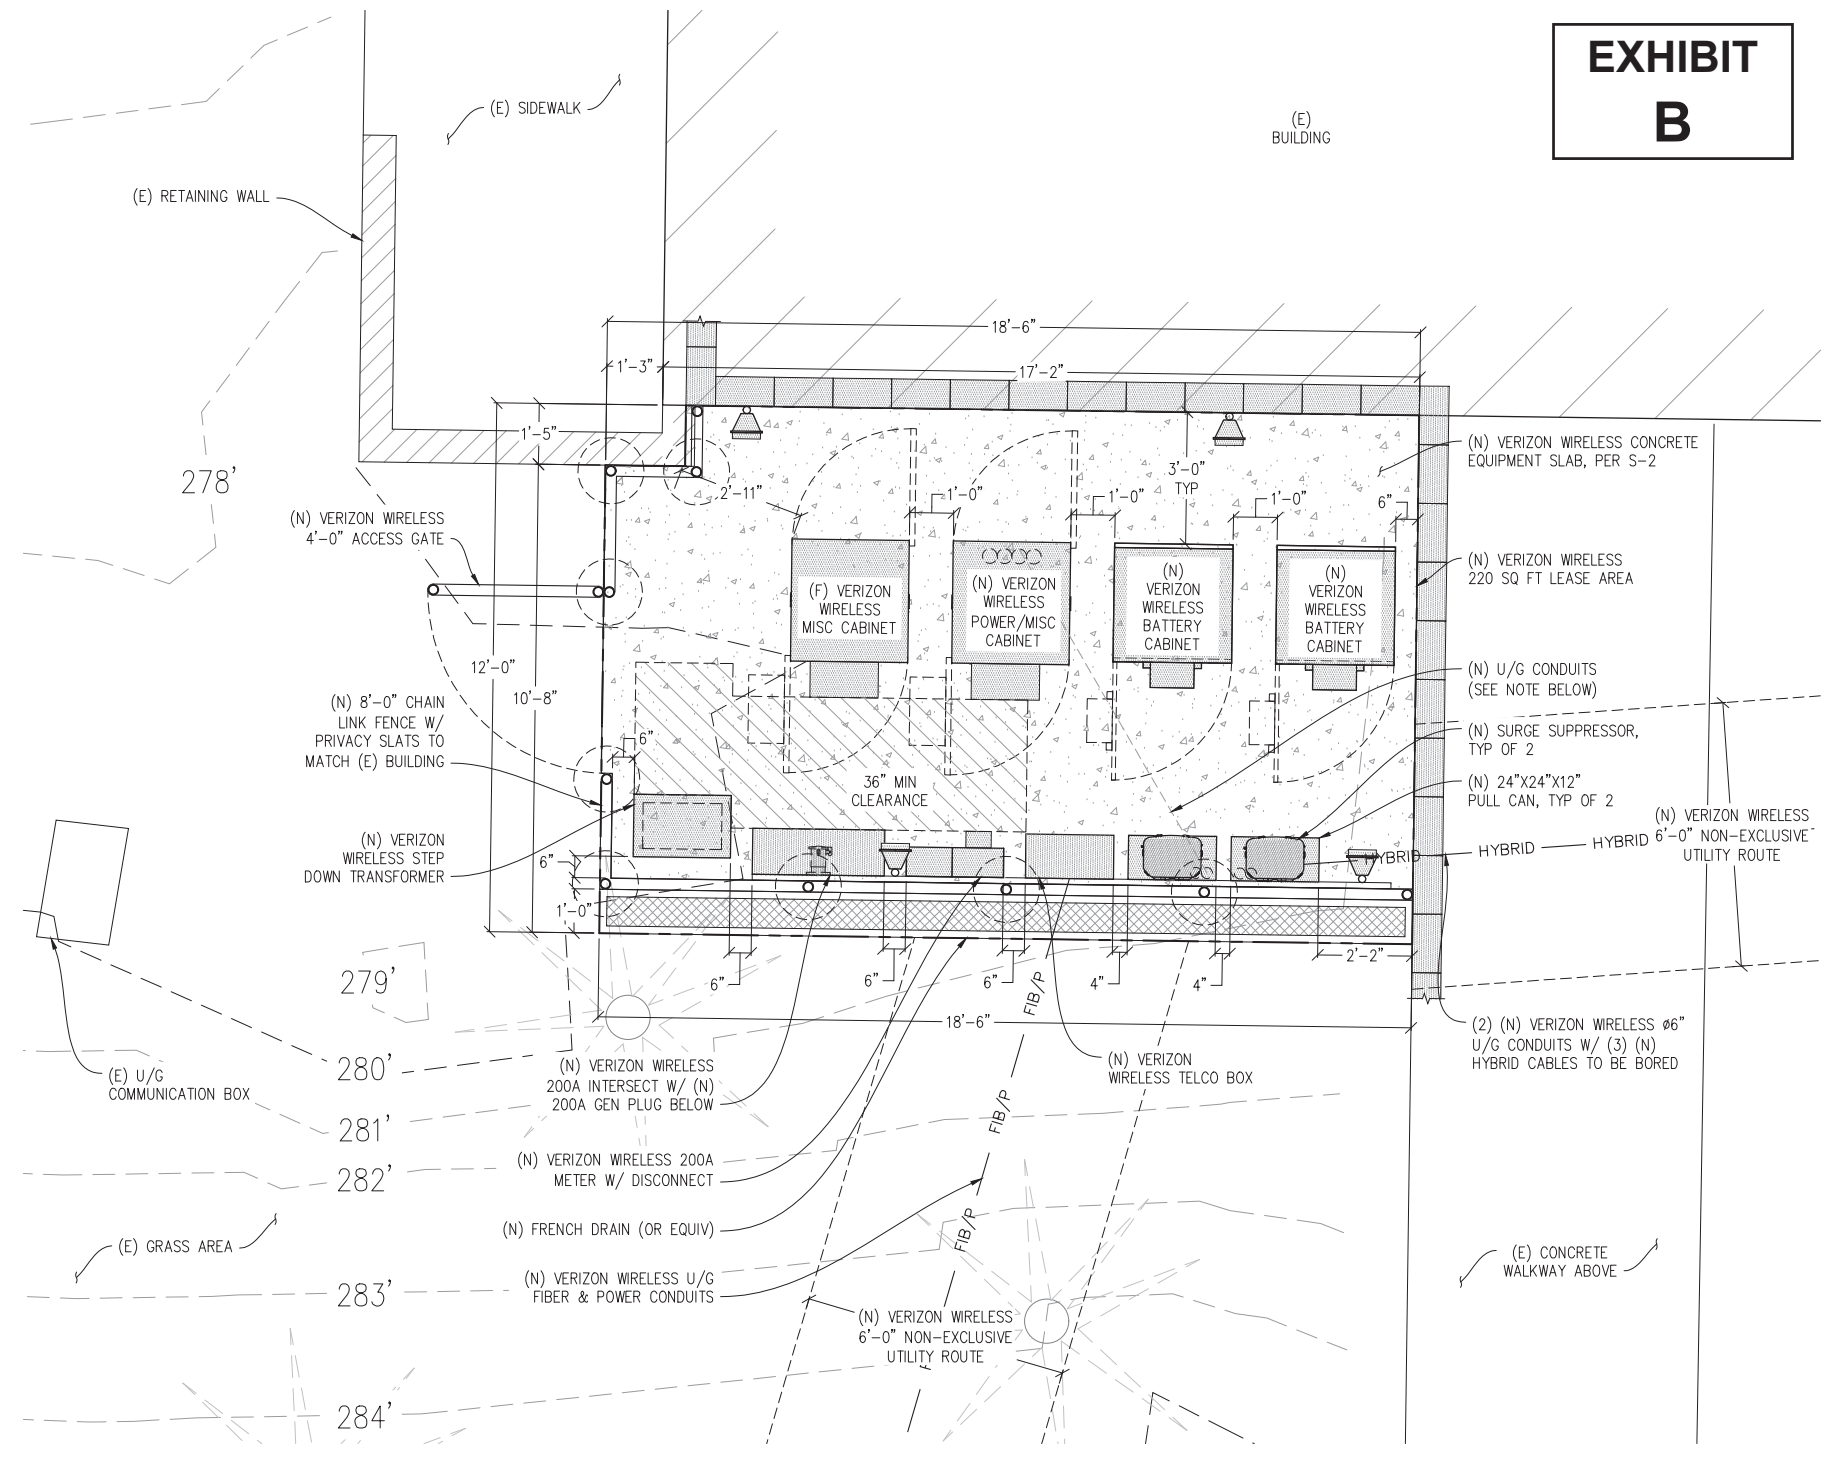 EXHIBIT
B
(E) SIDEWALK
(E)
BUILDING
(E) RETAINING WALL
18'-6"
1'-3"
17'-2"
1'-5"
(N) VERIZON WIRELESS CONCRETE
EQUIPMENT SLAB, PER S-2
3'-0"
TYP
278'
2'-11"
1'-0"
1'-0"
1'-0"
6"
(N) VERIZON WIRELESS
4'-0" ACCESS GATE
(N) VERIZON WIRELESS
220 SQ FT LEASE AREA
(F) VERIZON
WIRELESS
MISC CABINET
(N) VERIZON
WIRELESS
POWER/MISC
CABINET
(N)
VERIZON
WIRELESS
BATTERY
CABINET
(N)
VERIZON
WIRELESS
BATTERY
CABINET
12'-0"
10'-8"
(N) U/G CONDUITS
(SEE NOTE BELOW)
(N) 8'-0" CHAIN
LINK FENCE W/
PRIVACY SLATS TO
MATCH (E) BUILDING
6"
(N) SURGE SUPPRESSOR,
TYP OF 2
36" MIN
CLEARANCE
(N) 24"X24"X12"
PULL CAN, TYP OF 2
(N) VERIZON WIRELESS
6'-0" NON-EXCLUSIVE
UTILITY ROUTE
(N) VERIZON
WIRELESS STEP
DOWN TRANSFORMER
6"
HYBRID
HYBRID
HYBRID
1'-0"
6"
6"
6"
4"
4"
2'-2"
279'
FIB/P
18'-6"
(2) (N) VERIZON WIRELESS ø6"
U/G CONDUITS W/ (3) (N)
HYBRID CABLES TO BE BORED
280'
(E) U/G
COMMUNICATION BOX
(N) VERIZON WIRELESS
200A INTERSECT W/ (N)
200A GEN PLUG BELOW
(N) VERIZON
WIRELESS TELCO BOX
281'
FIB/P
282'
(N) VERIZON WIRELESS 200A
METER W/ DISCONNECT
(N) FRENCH DRAIN (OR EQUIV)
FIB/P
(E) GRASS AREA
(E) CONCRETE
WALKWAY ABOVE
283'
(N) VERIZON WIRELESS U/G
FIBER & POWER CONDUITS
(N) VERIZON WIRELESS
6'-0" NON-EXCLUSIVE
UTILITY ROUTE
284'